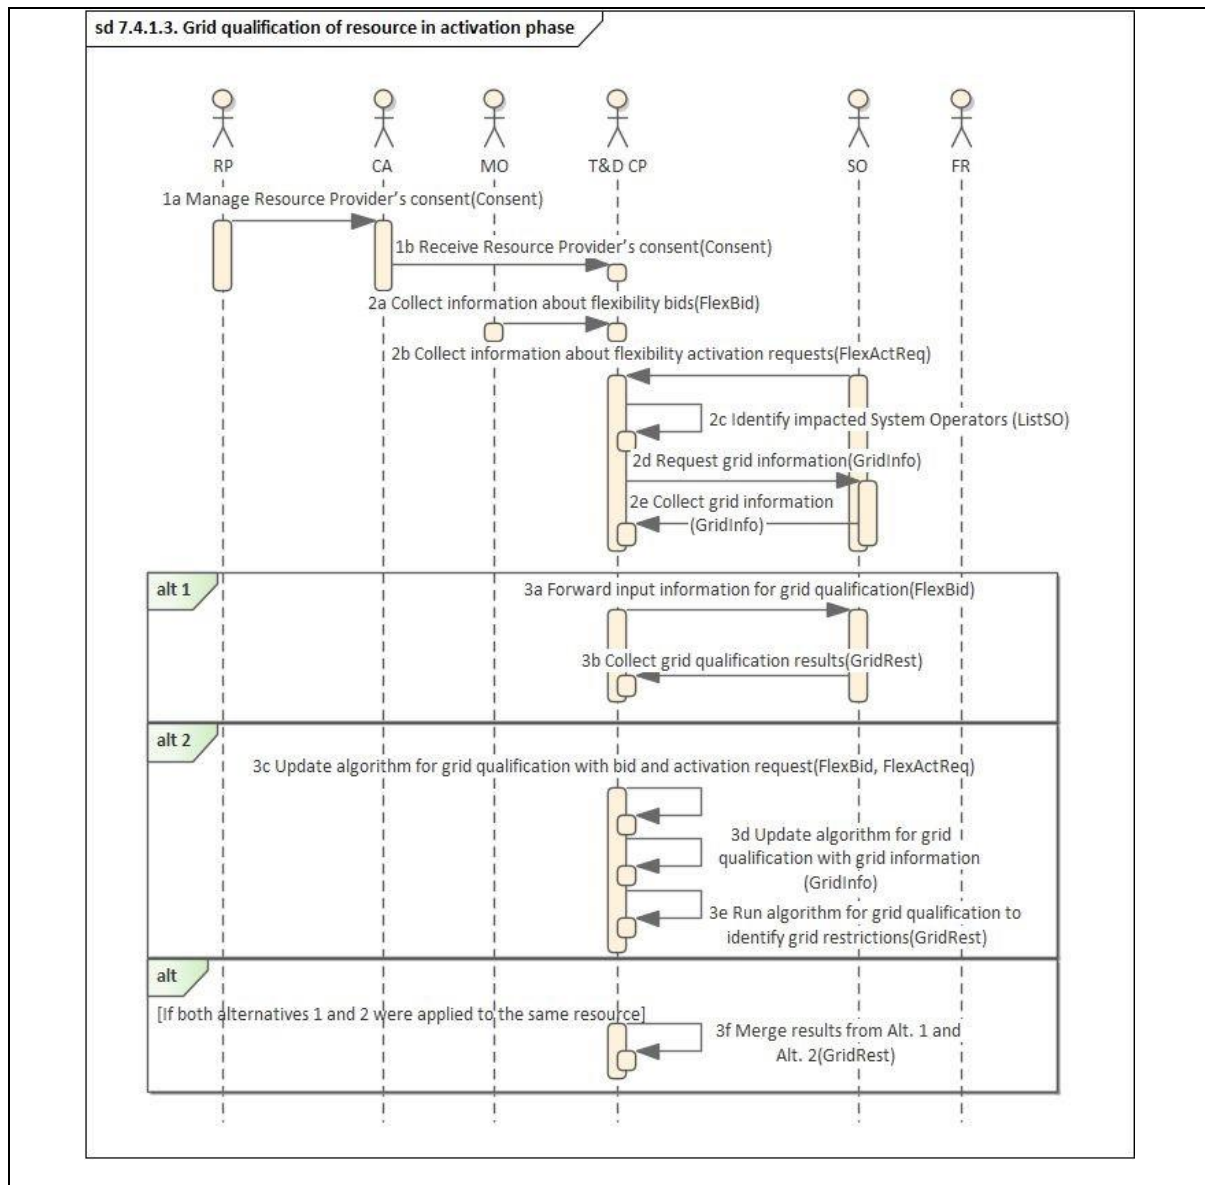 sd 7.4.1.3. Grid qualification of resource in activation phase
RP
CA
MO
T&D CP
SO
FR
1a Manage Resource Provider's consent(Consent)
1b Receive Resource Provider's consent(Consent)
2a Collect information about flexibility bids(FlexBid)
2b Collect information about flexibility activation requests(FlexActReq)
2c Identify impacted System Operators (ListSO)
2d Request grid information(GridInfo)
2e Collect grid information
(GridInfo)
alt 1
3a Forward input information for grid qualification(FlexBid)
3b Collect grid qualification results(GridRest)
alt 2
3c Update algorithm for grid qualification with bid and activation request(FlexBid, FlexActReq)
3d Update algorithm for grid
qualification with grid information
(GridInfo)
3e Run algorithm for grid qualification to
identify grid restrictions(GridRest)
alt
[If both alternatives 1 and 2 were applied to the same resource]
3f Merge results from Alt. 1 and
Alt. 2(GridRest)